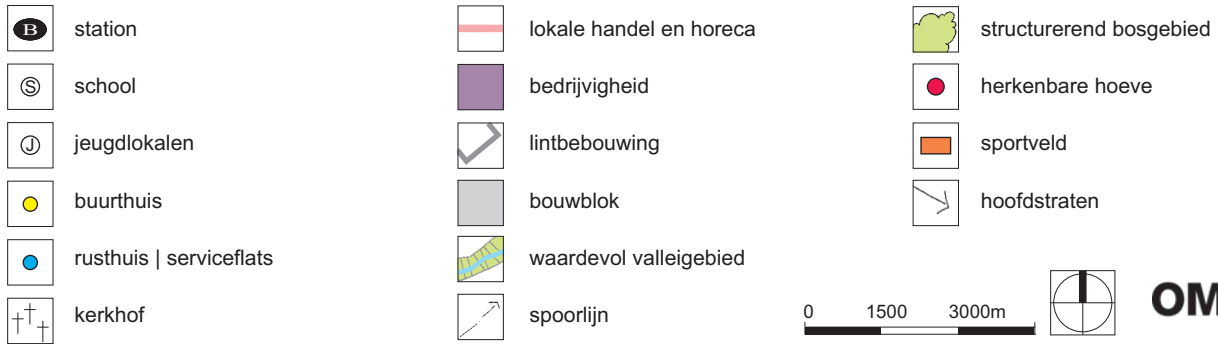 B station
S school
J jeugdlokalen
buurthuis
rusthuis | serviceflats
kerkhof
lokale handel en horeca
bedrijvigheid
lintbebouwing
bouwblok
waardevol valleigebied
spoorlijn
structurerend bosgebied
herkenbare hoeve
sportveld
hoofdstraten
0 1500 3000m
OM